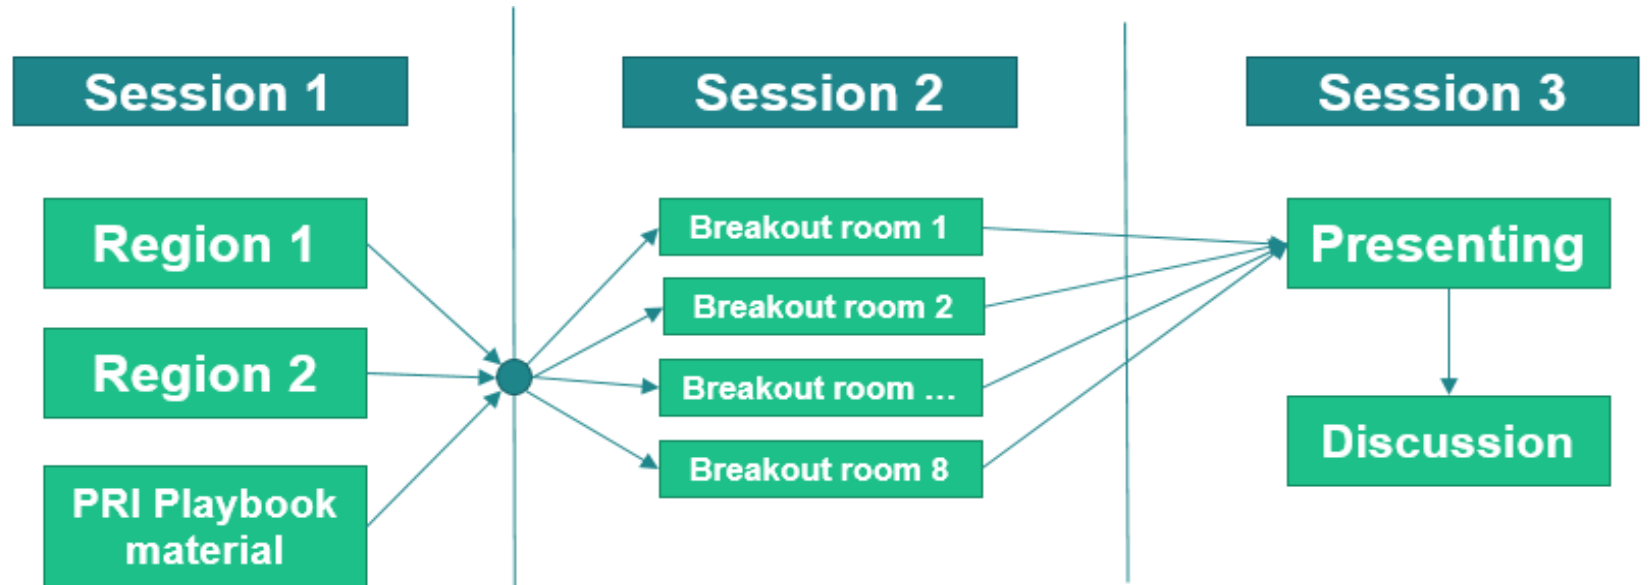 Session 1
Session 2
Session 3
Region 1
Region 2
PRI Playbook
material
Breakout room 1
Breakout room 2
Breakout room ...
Breakout room 8
Presenting
Discussion